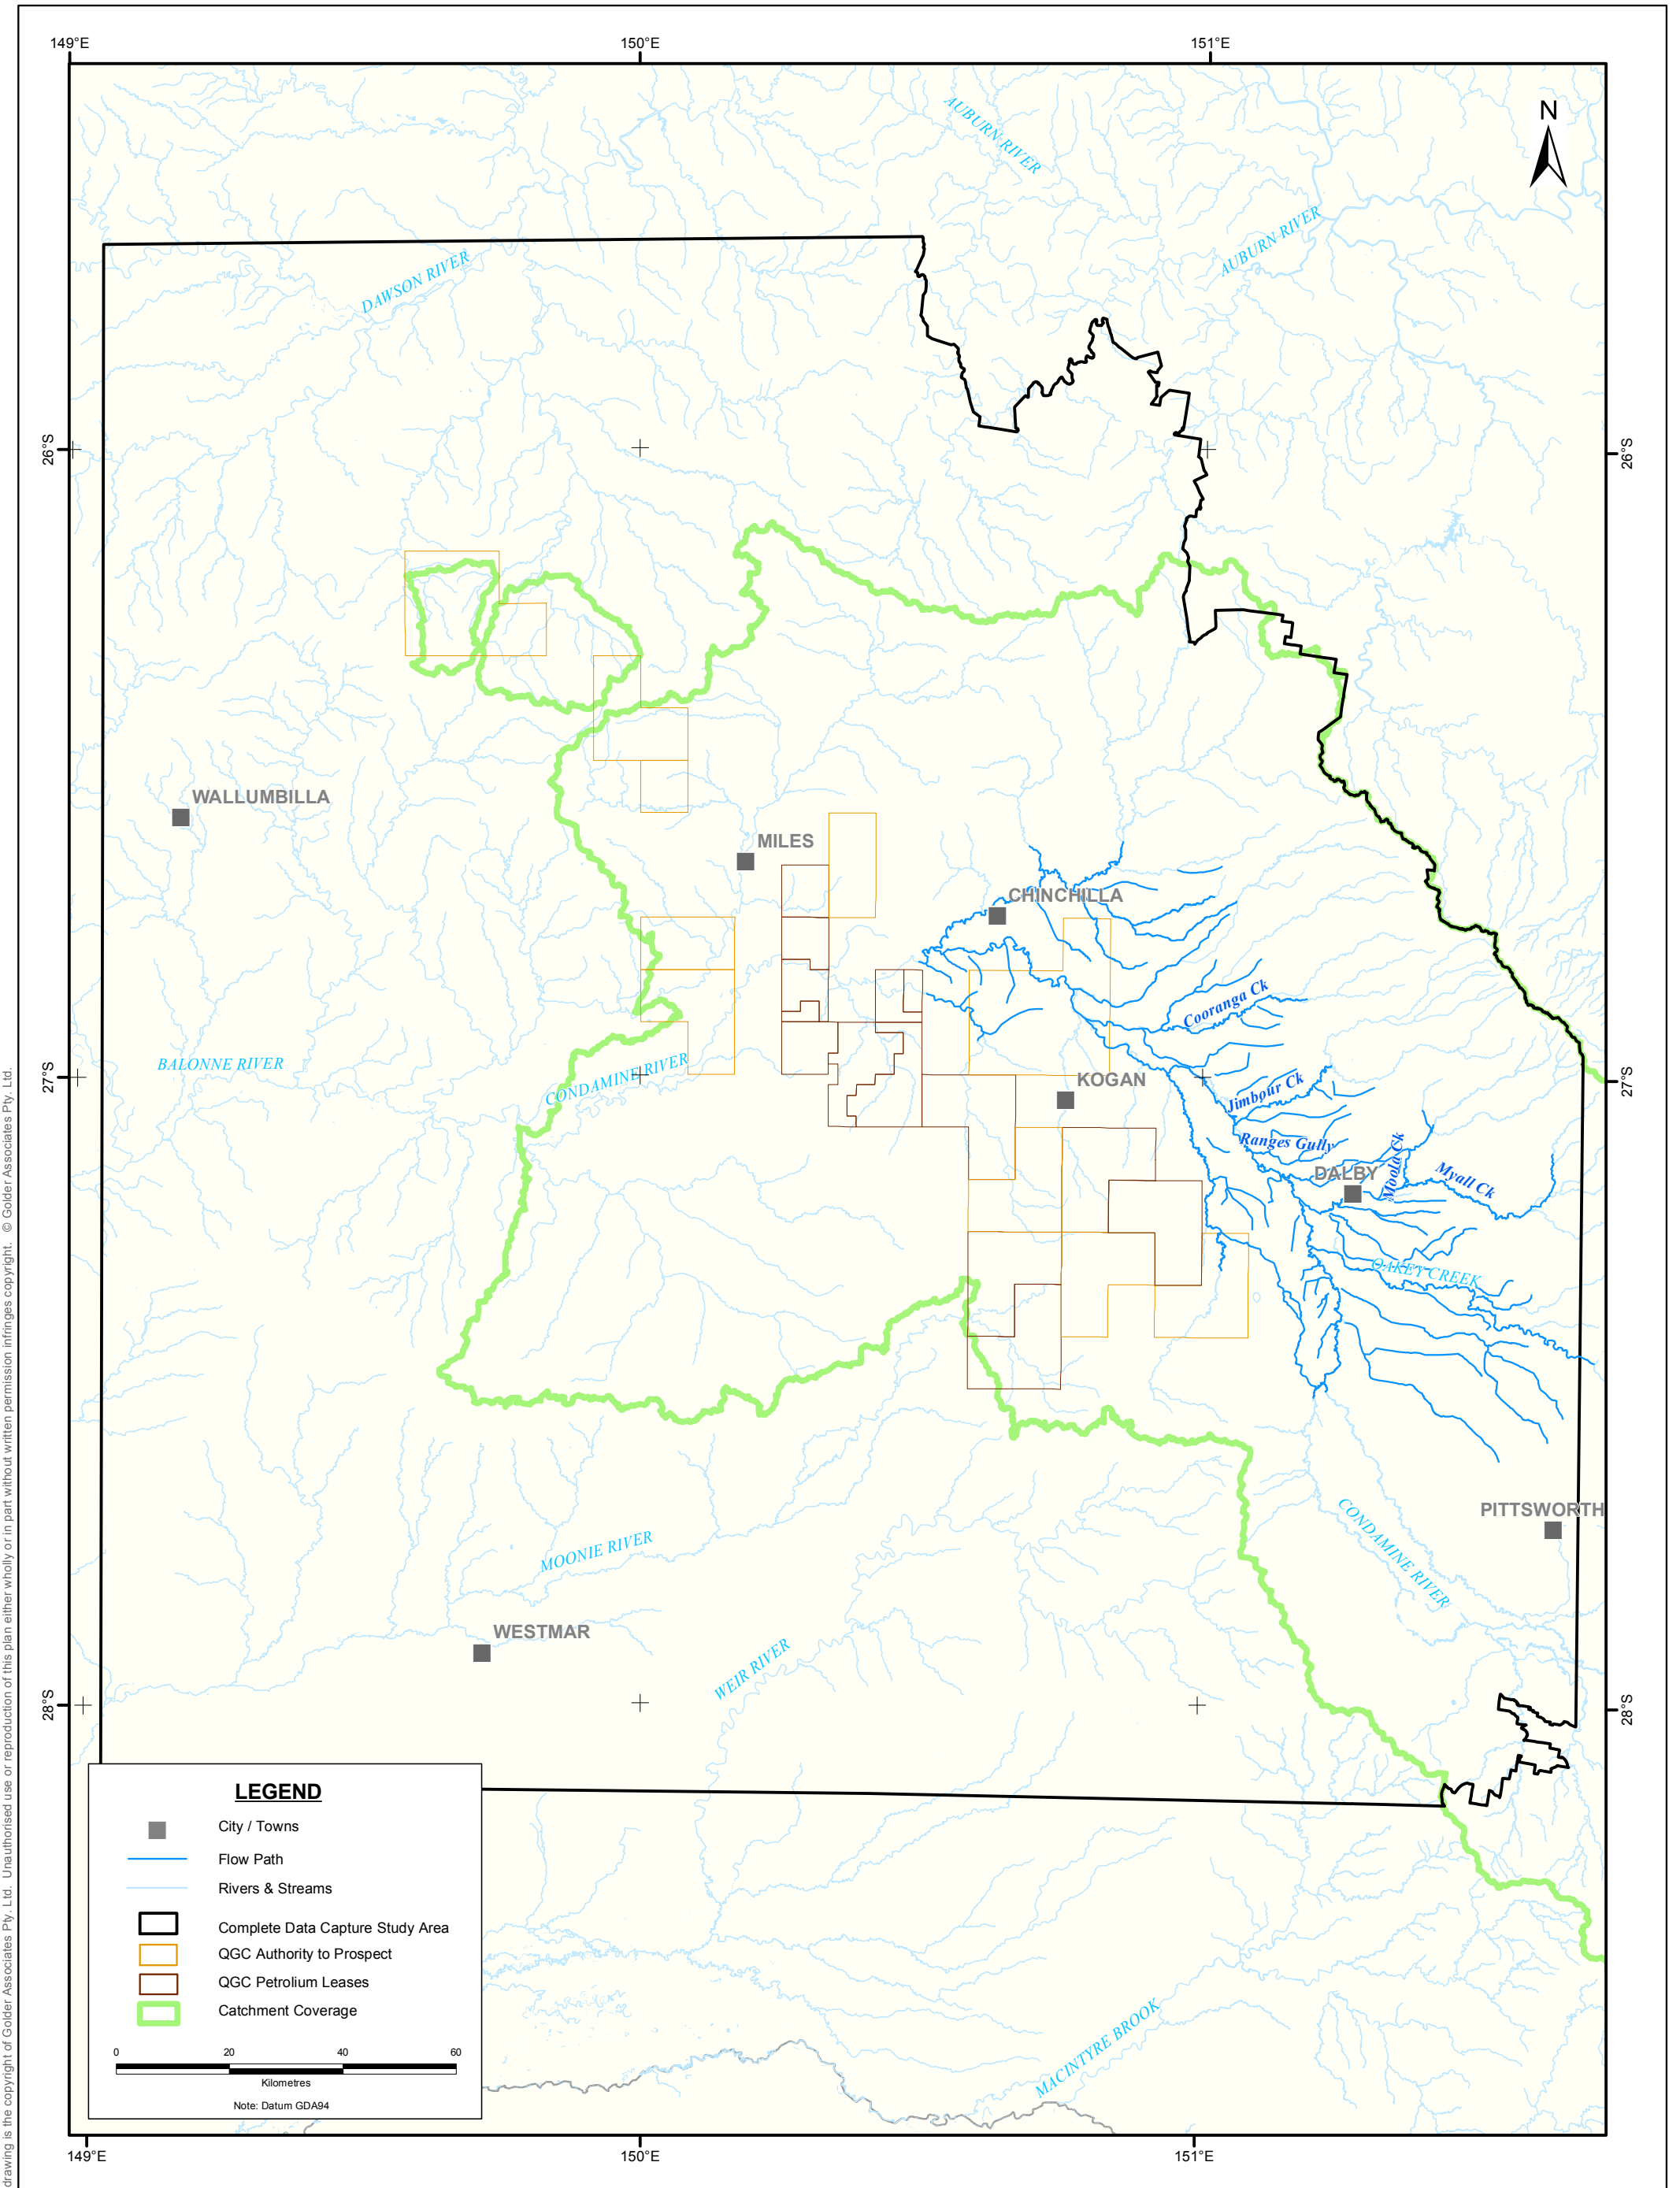 149°E
150°E
151°E
N
AUBURN RIVER
AUBURN RIVER
DAWSON RIVER
26°S
26°S
WALLUMBILLA
MILES
CHINCHILLA
Cooranga Ck
BALONNE RIVER
CONDAMINE RIVER
27°S
27°S
KOGAN
Jimbour Ck
Ranges Gully
Moola Ck
DALBY
Myall Ck
OAKEY CREEK
CONDAMINE RIVER
PITTSWORTH
MOONIE RIVER
WESTMAR
WEIR RIVER
28°S
28°S
MACINTYRE BROOK
LEGEND
City / Towns
Flow Path
Rivers & Streams
Complete Data Capture Study Area
QGC Authority to Prospect
QGC Petrolium Leases
Catchment Coverage
0 20 40 60
Kilometres
Note: Datum GDA94
149°E
150°E
151°E
drawing is the copyright of Golder Associates Pty. Ltd. Unauthorised use or reproduction of this plan either wholly or in part without written permission infringes copyright. © Golder Associates Pty. Ltd.